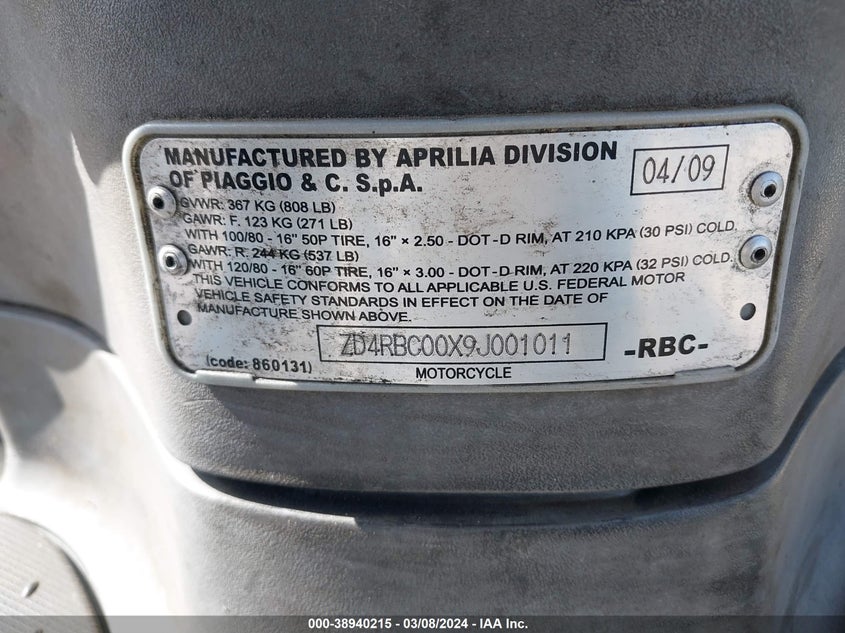 MANUFACTURED BY APRILIA DIVISION
OF PIAGGIO & C. S.p.A.
04/09
GVWR: 367 KG (808 LB)
GAWR: F. 123 KG (271 LB)
WITH 100/80 - 16" 50P TIRE, 16" × 2.50 - DOT - D RIM, AT 210 KPA (30 PSI) COLD.
GAWR: R. 244 KG (537 LB)
WITH 120/80 - 16" 60P TIRE, 16" × 3.00 - DOT - D RIM, AT 220 KPA (32 PSI) COLD.
THIS VEHICLE CONFORMS TO ALL APPLICABLE U.S. FEDERAL MOTOR
VEHICLE SAFETY STANDARDS IN EFFECT ON THE DATE OF
MANUFACTURE SHOWN ABOVE.
ZD4RBC00X9J001011
-RBC-
(code: 860131)
MOTORCYCLE
000-38940215 - 03/08/2024 - IAA Inc.